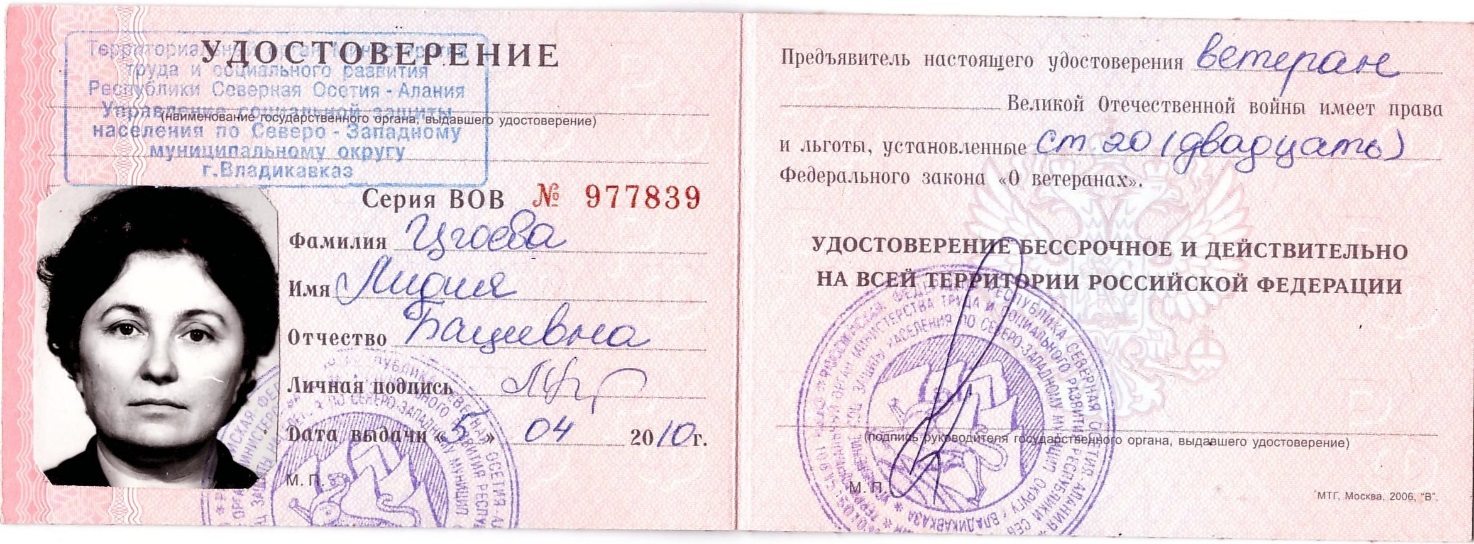 УДОСТОВЕРЕНИЕ
Территориальный орган Министерства
труда и социального развития
Республики Северная Осетия - Алания
Управление социальной защиты
(наименование государственного органа, выдавшего удостоверение)
населения по Северо - Западному
муниципальному округу
г.Владикавказ
Серия ВОВ № 977839
Фамилия Цгоева
Имя Лидия
Отчество Бациевна
Личная подпись
Дата выдачи «5» 04 2010 г.
М. П.
Предъявитель настоящего удостоверения ветеран
Великой Отечественной войны имеет права
и льготы, установленные ст 20 (двадцать)
Федерального закона «О ветеранах».
УДОСТОВЕРЕНИЕ БЕССРОЧНОЕ И ДЕЙСТВИТЕЛЬНО
НА ВСЕЙ ТЕРРИТОРИИ РОССИЙСКОЙ ФЕДЕРАЦИИ
(подпись руководителя государственного органа, выдавшего удостоверение)
М. П.
МТГ, Москва, 2006, "В".